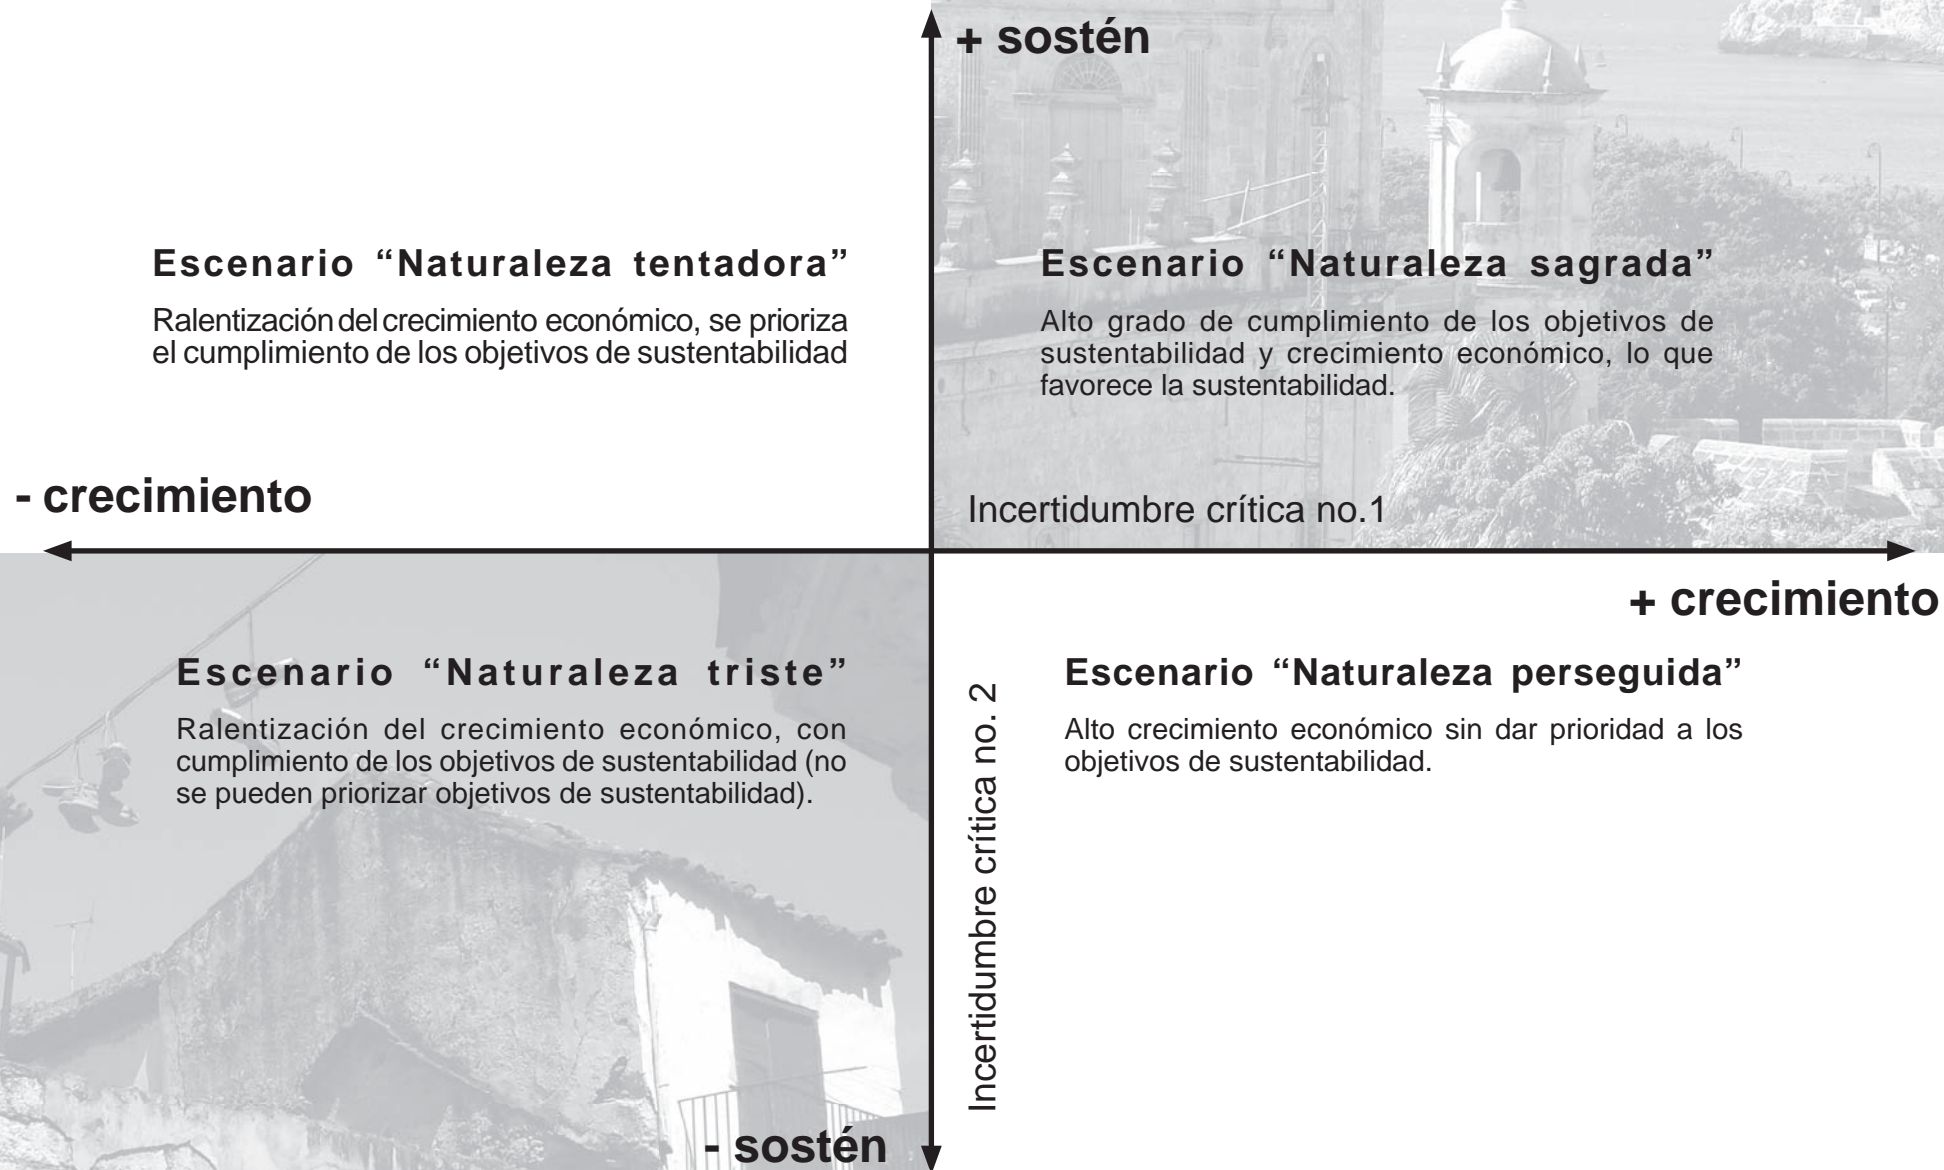 + sostén
Escenario “Naturaleza tentadora”
Ralentización del crecimiento económico, se prioriza
el cumplimiento de los objetivos de sustentabilidad
Escenario “Naturaleza sagrada”
Alto grado de cumplimiento de los objetivos de
sustentabilidad y crecimiento económico, lo que
favorece la sustentabilidad.
- crecimiento
Incertidumbre crítica no.1
+ crecimiento
Escenario “Naturaleza triste”
Ralentización del crecimiento económico, con
cumplimiento de los objetivos de sustentabilidad (no
se pueden priorizar objetivos de sustentabilidad).
Incertidumbre crítica no. 2
Escenario “Naturaleza perseguida”
Alto crecimiento económico sin dar prioridad a los
objetivos de sustentabilidad.
- sostén